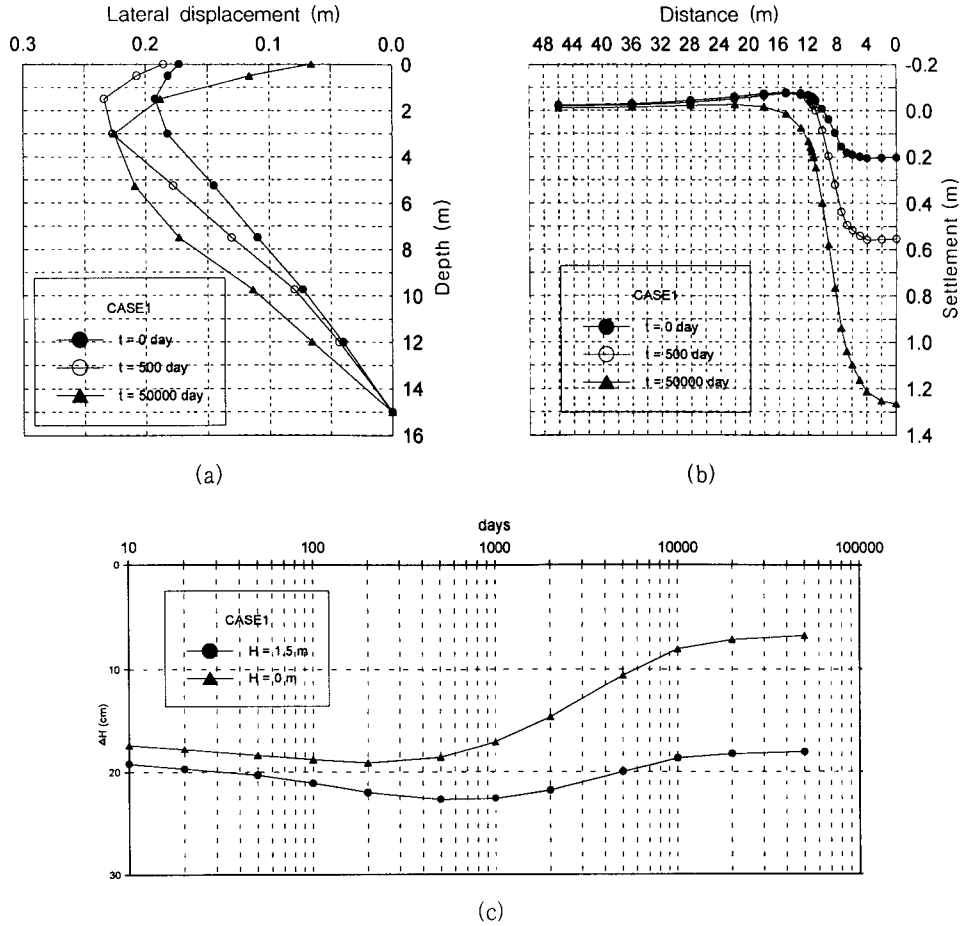 Lateral displacement (m)
0.3 0.2 0.1 0.0
0
2
4
6
8
10
12
14
16
Depth (m)
CASE1
t = 0 day
t = 500 day
t = 50000 day
(a)
Distance (m)
48 44 40 36 32 28 24 20 16 12 8 4 0
-0.2
0.0
0.2
0.4
0.6
0.8
1.0
1.2
1.4
Settlement (m)
CASE1
t = 0 day
t = 500 day
t = 50000 day
(b)
days
10 100 1000 10000 100000
0
10
20
30
ΔH (cm)
CASE1
H = 1.5 m
H = 0 m
(c)